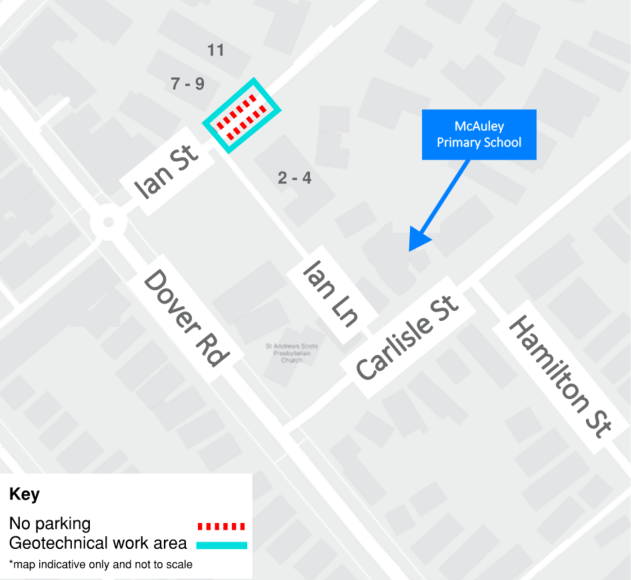 11
7 - 9
McAuley
Primary School
Ian St
2 - 4
Ian Ln
Dover Rd
Carlisle St
Hamilton St
St Andrews Scots
Presbyterian
Church
Key
No parking
Geotechnical work area
*map indicative only and not to scale